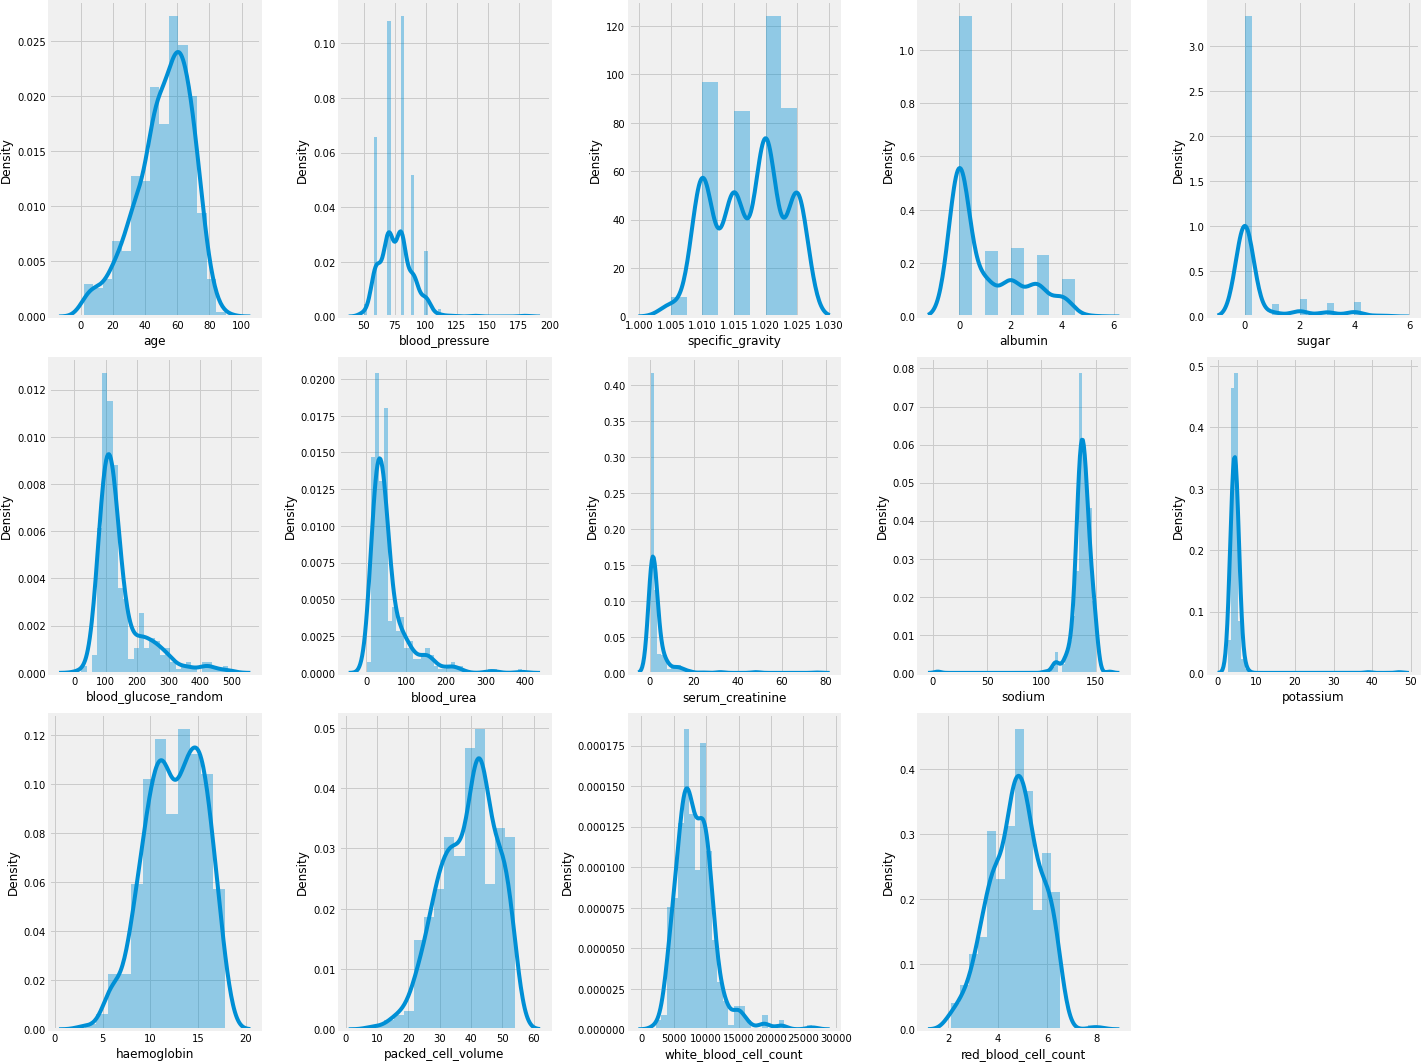 0.025
0.020
0.015
0.010
0.005
0.000
Density
0 20 40 60 80 100
age
0.10
0.08
0.06
0.04
0.02
0.00
Density
50 75 100 125 150 175 200
blood_pressure
120
100
80
60
40
20
0
Density
1.000 1.005 1.010 1.015 1.020 1.025 1.030
specific_gravity
1.0
0.8
0.6
0.4
0.2
0.0
Density
0 2 4 6
albumin
3.0
3.5
2.0
1.5
1.0
0.5
0.0
Density
0 2 4 6
sugar
0.012
0.010
0.008
0.006
0.004
0.002
0.000
Density
0 100 200 300 400 500
blood_glucose_random
0.0200
0.0175
0.0150
0.0125
0.0100
0.0075
0.0050
0.0025
0.0000
Density
0 100 200 300 400
blood_urea
0.40
0.35
0.30
0.25
0.20
0.15
0.10
0.05
0.00
Density
0 20 40 60 80
serum_creatinine
0.08
0.07
0.06
0.05
0.04
0.03
0.02
0.01
0.00
Density
0 50 100 150
sodium
0.5
0.4
0.3
0.2
0.1
0.0
Density
0 10 20 30 40 50
potassium
0.12
0.10
0.08
0.06
0.04
0.02
0.00
Density
0 5 10 15 20
haemoglobin
0.05
0.04
0.03
0.02
0.01
0.00
Density
0 10 20 30 40 50 60
packed_cell_volume
0.000175
0.000150
0.000125
0.000100
0.000075
0.000050
0.000025
0.000000
Density
0 5000 10000 15000 20000 25000 30000
white_blood_cell_count
0.4
0.3
0.2
0.1
0.0
Density
2 4 6 8
red_blood_cell_count